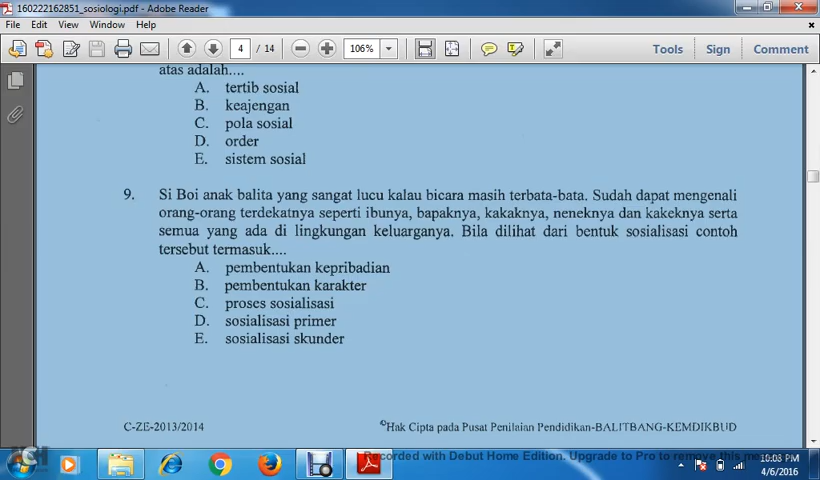 160222162851_sosiologi.pdf - Adobe Reader
File Edit View Window Help
4 / 14 106% Tools Sign Comment
atas adalah....
A. tertib sosial
B. keajengan
C. pola sosial
D. order
E. sistem sosial
9. Si Boi anak balita yang sangat lucu kalau bicara masih terbata-bata. Sudah dapat mengenali
orang-orang terdekatnya seperti ibunya, bapaknya, kakaknya, neneknya dan kakeknya serta
semua yang ada di lingkungan keluarganya. Bila dilihat dari bentuk sosialisasi contoh
tersebut termasuk....
A. pembentukan kepribadian
B. pembentukan karakter
C. proses sosialisasi
D. sosialisasi primer
E. sosialisasi skunder
C-ZE-2013/2014 ©Hak Cipta pada Pusat Penilaian Pendidikan-BALITBANG-KEMDIKBUD
Recorded with Debut Home Edition. Upgrade to Pro to remove this
10:03 PM
4/6/2016